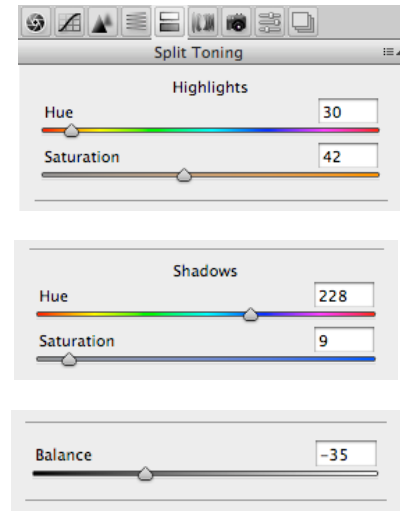 Split Toning
Highlights
Hue 30
Saturation 42
Shadows
Hue 228
Saturation 9
Balance -35